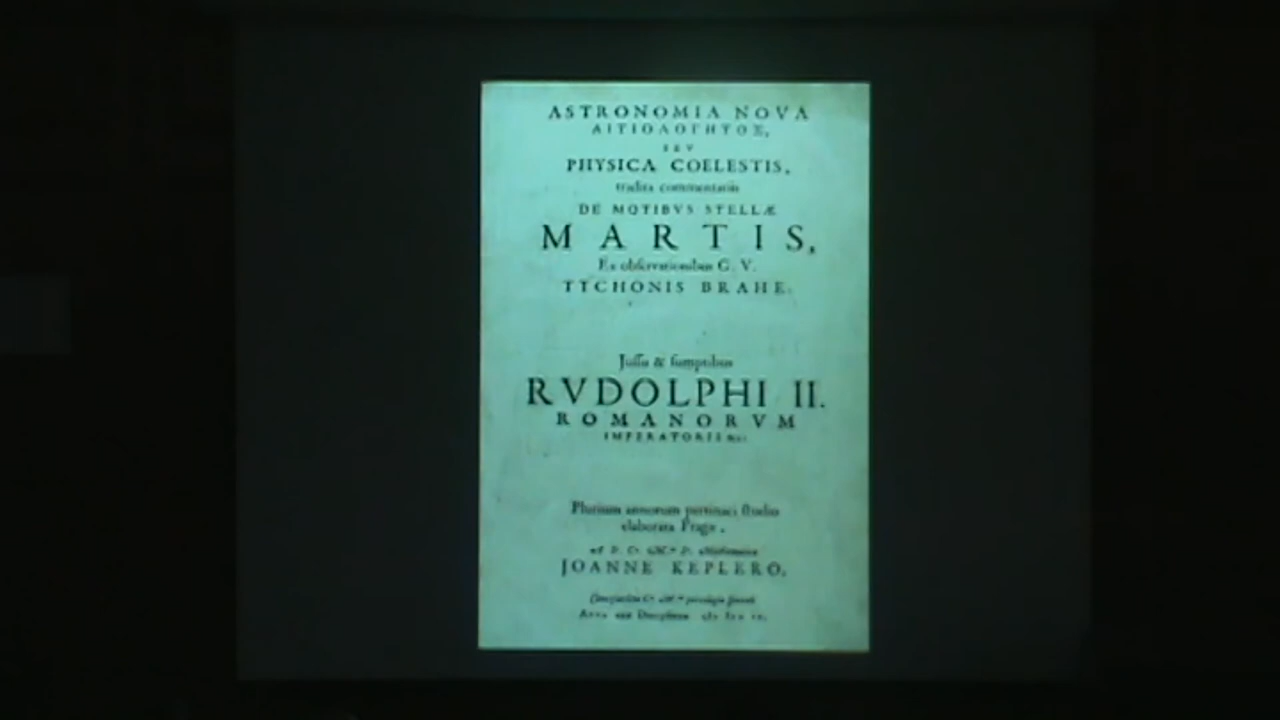 ASTRONOMIA NOVA
ΑΙΤΙΟΛΟΓΗΤΟΣ,
SEV
PHYSICA COELESTIS,
tradita commentariis
DE MOTIBVS STELLÆ
MARTIS,
Ex observationibus G. V.
TYCHONIS BRAHE:
Jussu & sumptibus
RVDOLPHI II.
ROMANORVM
IMPERATORIS &c:
Plurium annorum pertinaci studio
elaborata Pragæ,
JOANNE KEPLERO,